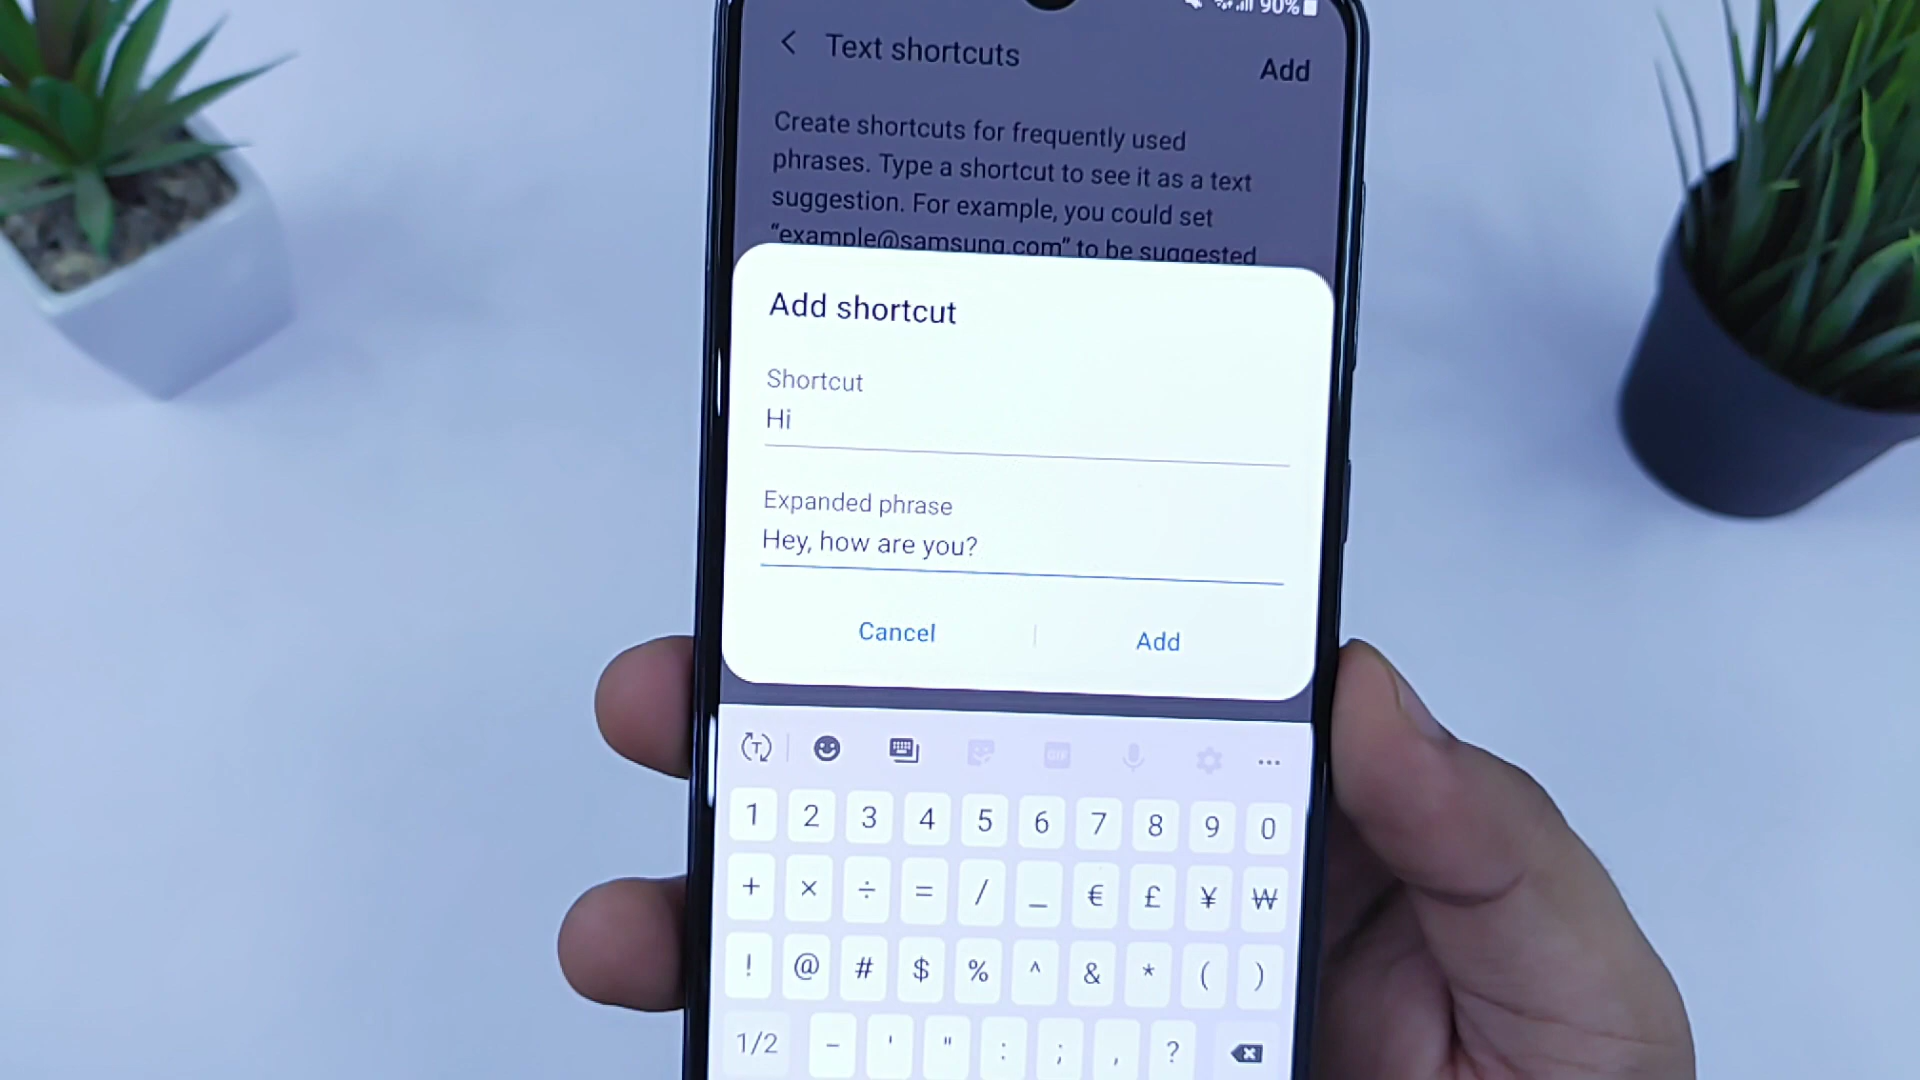 90%
Text shortcuts
Add
Create shortcuts for frequently used
phrases. Type a shortcut to see it as a text
suggestion. For example, you could set
“example@samsung.com” to be suggested
Add shortcut
Shortcut
Hi
Expanded phrase
Hey, how are you?
Cancel
Add
T
GIF
1 2 3 4 5 6 7 8 9 0
+ × ÷ = / _ € £ ¥ ₩
! @ # $ % ^ & * ( )
1/2 - ' " : ; , ?